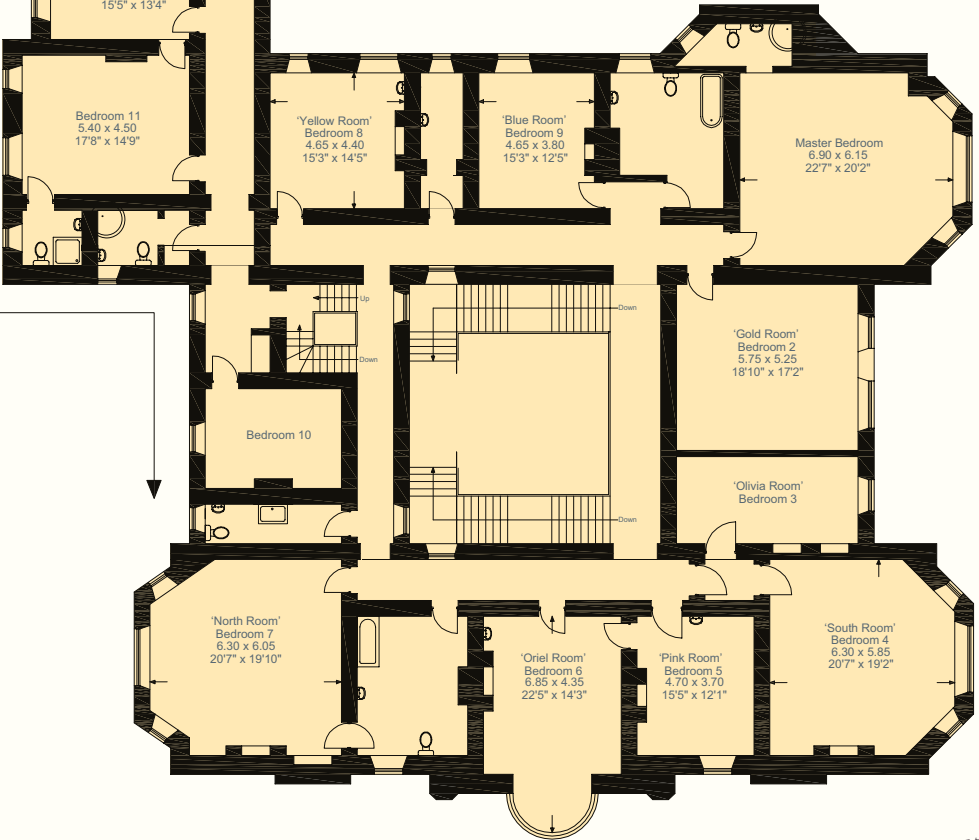 15'5" x 13'4"
Bedroom 11
5.40 x 4.50
17'8" x 14'9"
'Yellow Room'
Bedroom 8
4.65 x 4.40
15'3" x 14'5"
'Blue Room'
Bedroom 9
4.65 x 3.80
15'3" x 12'5"
Master Bedroom
6.90 x 6.15
22'7" x 20'2"
Up
Down
Down
'Gold Room'
Bedroom 2
5.75 x 5.25
18'10" x 17'2"
Bedroom 10
'Olivia Room'
Bedroom 3
Down
'North Room'
Bedroom 7
6.30 x 6.05
20'7" x 19'10"
'Oriel Room'
Bedroom 6
6.85 x 4.35
22'5" x 14'3"
'Pink Room'
Bedroom 5
4.70 x 3.70
15'5" x 12'1"
'South Room'
Bedroom 4
6.30 x 5.85
20'7" x 19'2"